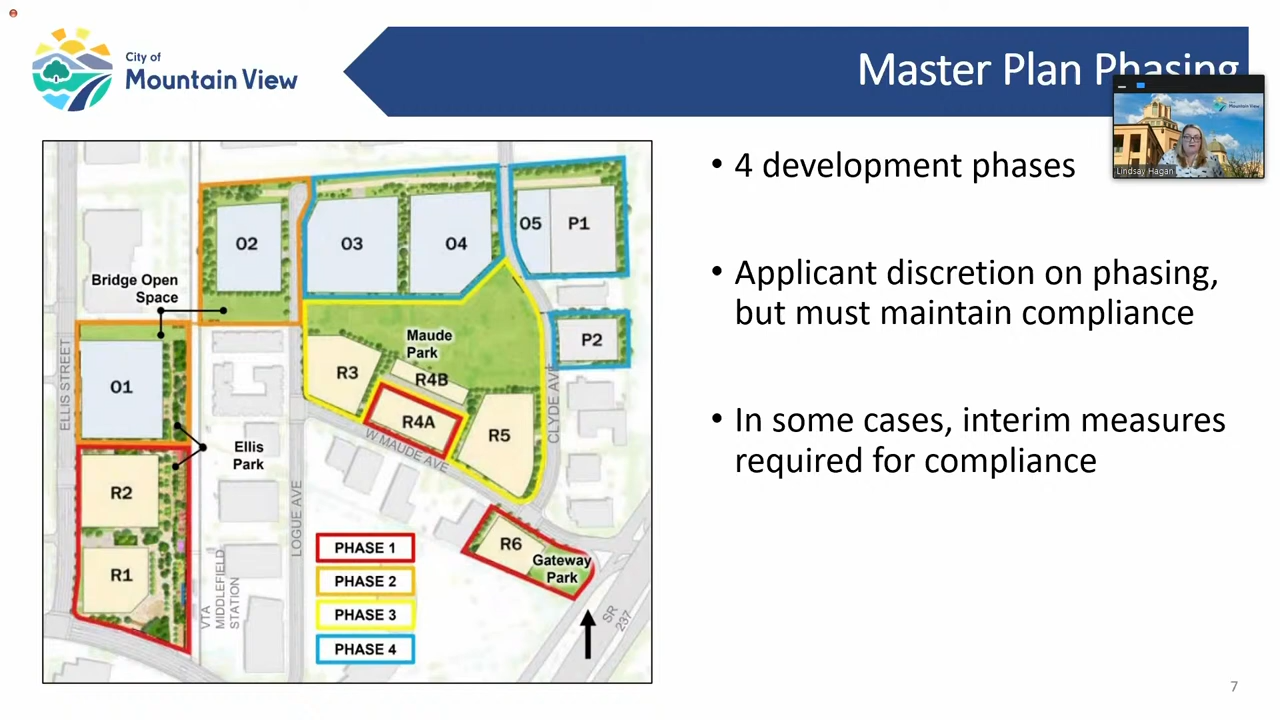 City of
Mountain View
Master Plan Phasing
Mountain View
Lindsay Hagan
• 4 development phases
• Applicant discretion on phasing,
but must maintain compliance
• In some cases, interim measures
required for compliance
O2
O3
O4
O5
P1
Bridge Open
Space
Maude
Park
P2
ELLIS STREET
O1
R3
R4B
R4A
R5
CLYDE AVE
W MAUDE AVE
Ellis
Park
R2
R1
LOGUE AVE
VTA
MIDDLEFIELD
STATION
R6
Gateway
Park
SR
237
PHASE 1
PHASE 2
PHASE 3
PHASE 4
7